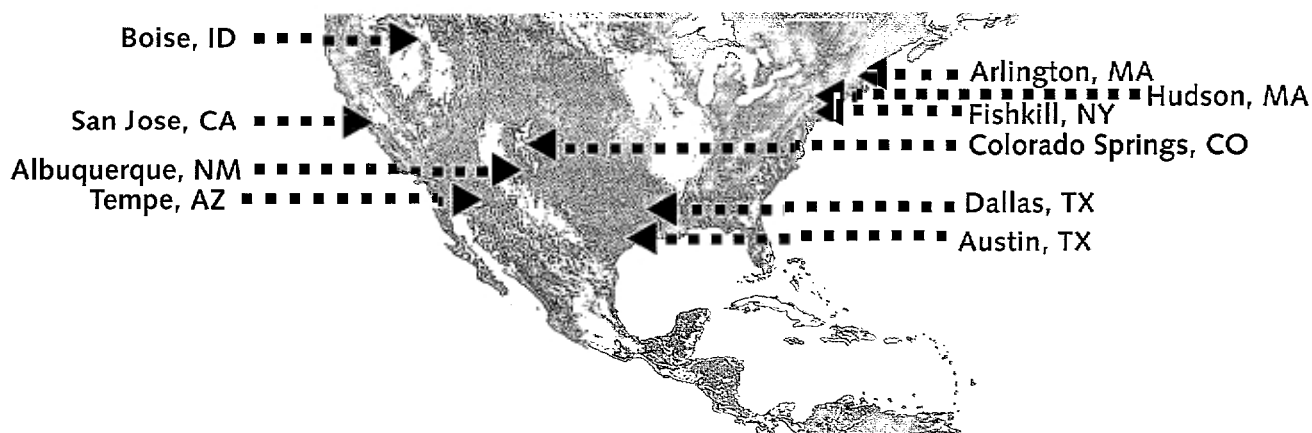 Boise, ID
San Jose, CA
Albuquerque, NM
Tempe, AZ
Arlington, MA
Hudson, MA
Fishkill, NY
Colorado Springs, CO
Dallas, TX
Austin, TX